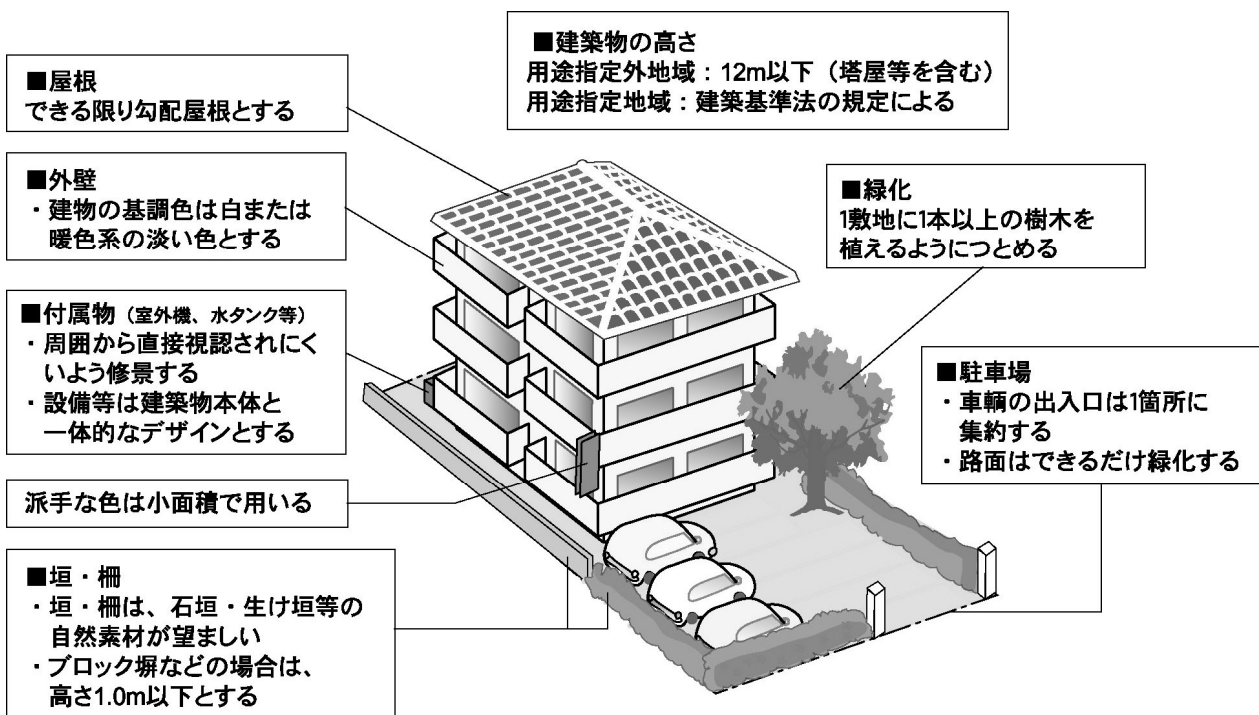 ■建築物の高さ
用途指定外地域：12m以下（塔屋等を含む）
用途指定地域：建築基準法の規定による
■屋根
できる限り勾配屋根とする
■外壁
・建物の基調色は白または
暖色系の淡い色とする
■緑化
1敷地に1本以上の樹木を
植えるようにつとめる
■付属物（室外機、水タンク等）
・周囲から直接視認されにく
いよう修景する
・設備等は建築物本体と
一体的なデザインとする
■駐車場
・車輌の出入口は1箇所に
集約する
・路面はできるだけ緑化する
派手な色は小面積で用いる
■垣・柵
・垣・柵は、石垣・生け垣等の
自然素材が望ましい
・ブロック塀などの場合は、
高さ1.0m以下とする